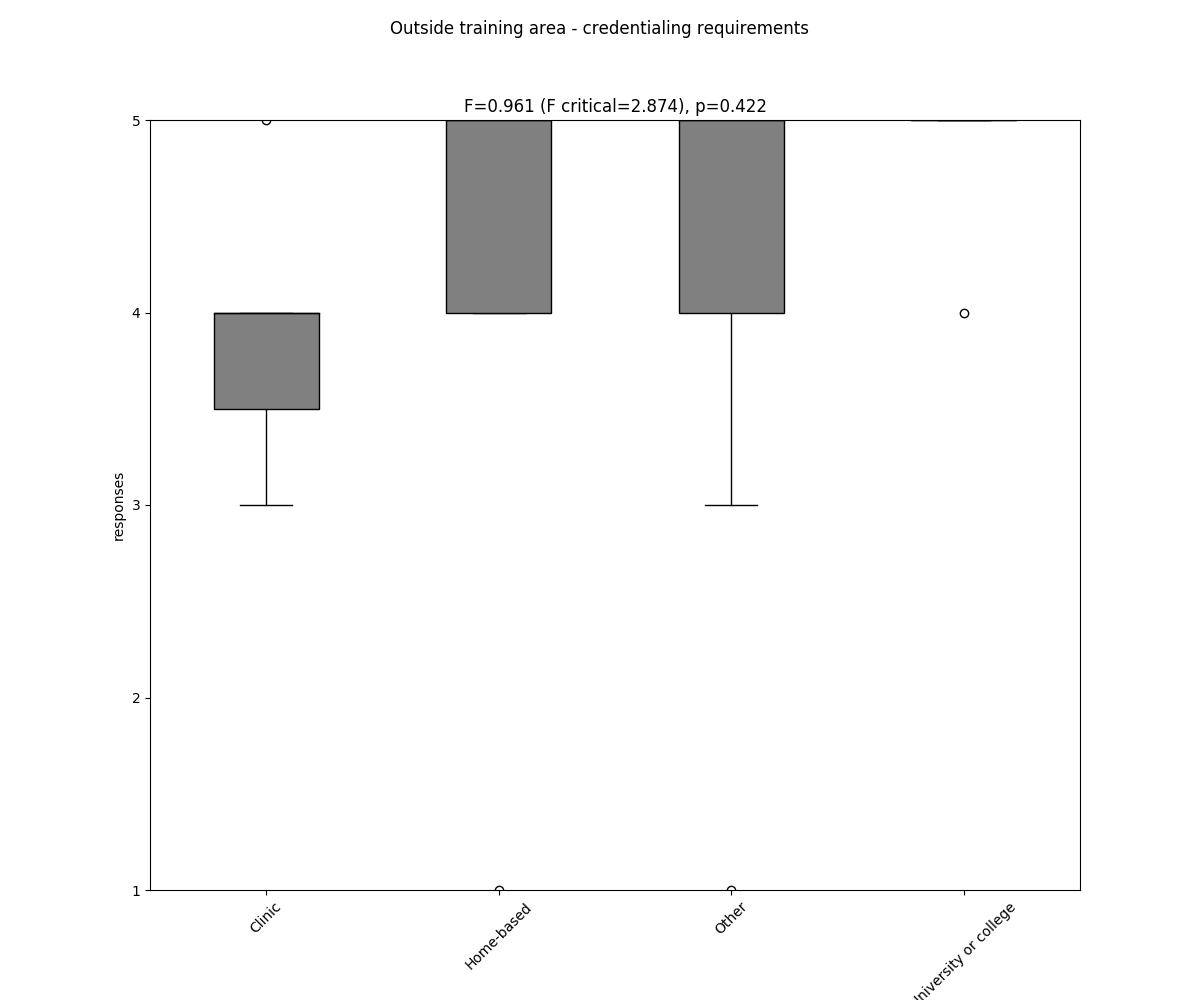 Outside training area - credentialing requirements
F=0.961 (F critical=2.874), p=0.422
5
4
3
2
1
responses
Clinic
Home-based
Other
or college